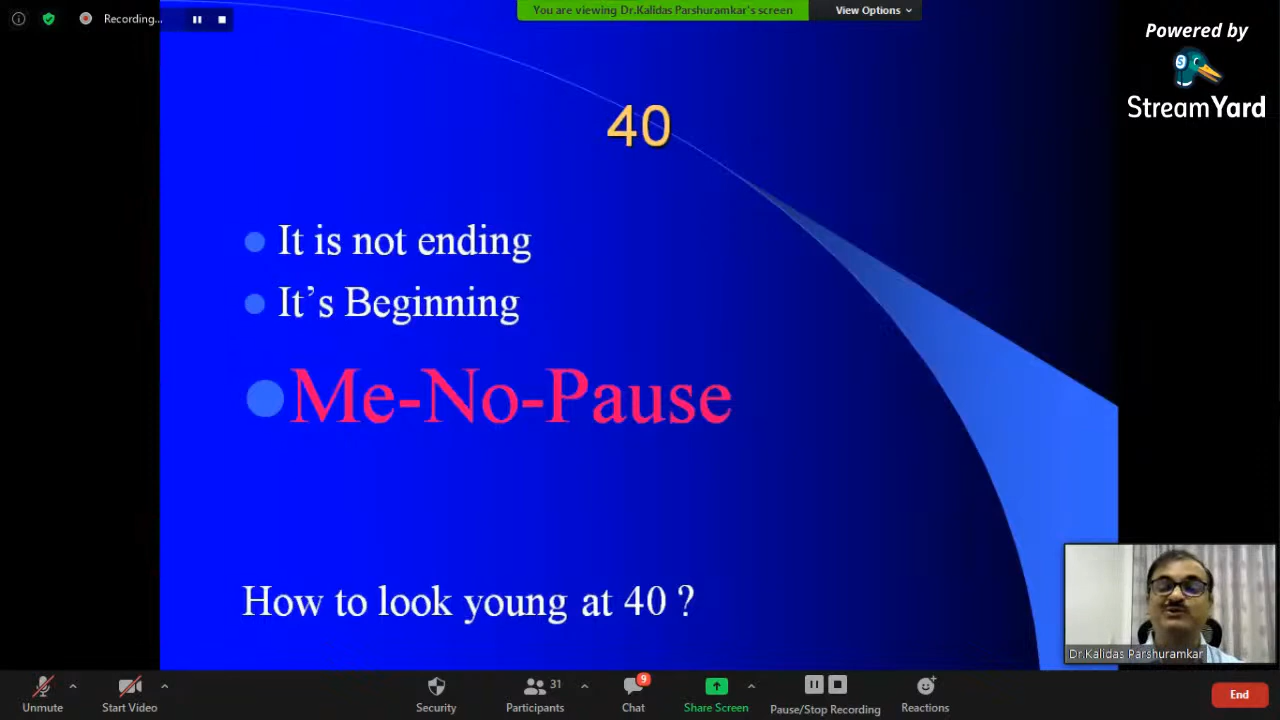 Recording...
You are viewing Dr.Kalidas Parshuramkar's screen
View Options
Powered by
StreamYard
40
It is not ending
It's Beginning
Me-No-Pause
How to look young at 40 ?
Dr.Kalidas Parshuramkar
Unmute
Start Video
Security
Participants 31
Chat 9
Share Screen
Pause/Stop Recording
Reactions
End